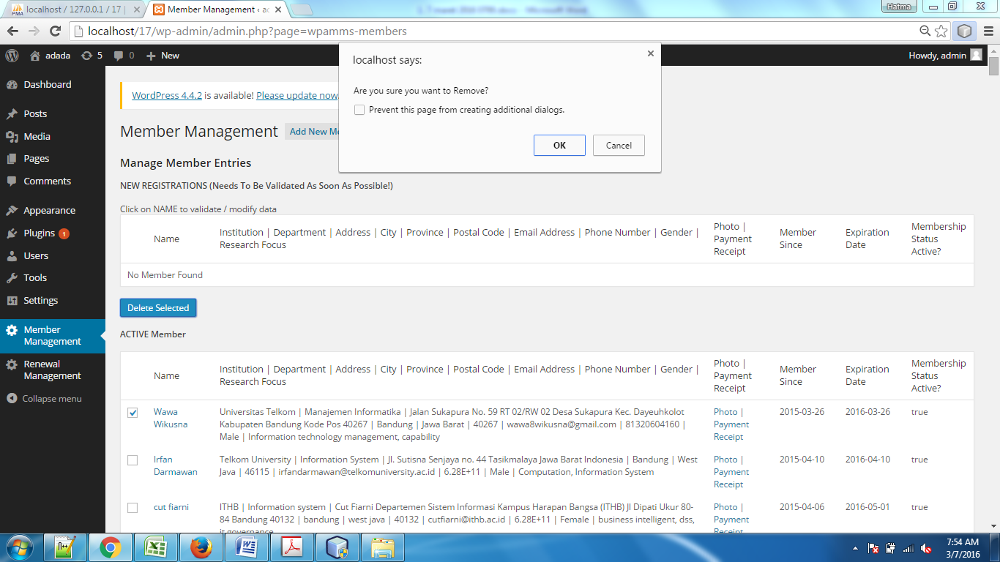 localhost / 127.0.0.1 / 17 |
Member Management ‹ ac
Hatma
localhost/17/wp-admin/admin.php?page=wpamms-members
adada
5
0
New
Howdy, admin
localhost says:
Are you sure you want to Remove?
Prevent this page from creating additional dialogs.
OK
Cancel
Dashboard
Posts
Media
Pages
Comments
Appearance
Plugins 1
Users
Tools
Settings
Member
Management
Renewal
Management
Collapse menu
WordPress 4.4.2 is available! Please update now.
Member Management
Add New Me
Manage Member Entries
NEW REGISTRATIONS (Needs To Be Validated As Soon As Possible!)
Click on NAME to validate / modify data
Name
Institution | Department | Address | City | Province | Postal Code | Email Address | Phone Number | Gender |
Research Focus
Photo |
Payment
Receipt
Member
Since
Expiration
Date
Membership
Status
Active?
No Member Found
Delete Selected
ACTIVE Member
Name
Institution | Department | Address | City | Province | Postal Code | Email Address | Phone Number | Gender |
Research Focus
Photo |
Payment
Receipt
Member
Since
Expiration
Date
Membership
Status
Active?
Wawa
Wikusna
Universitas Telkom | Manajemen Informatika | Jalan Sukapura No. 59 RT 02/RW 02 Desa Sukapura Kec. Dayeuhkolot
Kabupaten Bandung Kode Pos 40267 | Bandung | Jawa Barat | 40267 | wawa8wikusna@gmail.com | 81320604160 |
Male | Information technology management, capability
Photo |
Payment
Receipt
2015-03-26
2016-03-26
true
Irfan
Darmawan
Telkom University | Information System | Jl. Sutisna Senjaya no. 44 Tasikmalaya Jawa Barat Indonesia | Bandung | West
Java | 46115 | irfandarmawan@telkomuniversity.ac.id | 6.28E+11 | Male | Computation, Information System
Photo |
Payment
Receipt
2015-04-10
2016-04-10
true
cut fiarni
ITHB | Information system | Cut Fiarni Departemen Sistem Informasi Kampus Harapan Bangsa (ITHB) Jl Dipati Ukur 80-
84 Bandung 40132 | bandung | west java | 40132 | cutfiarni@ithb.ac.id | 6.28E+11 | Female | business intelligent, dss,
it governance
Photo |
Payment
Receipt
2015-04-06
2016-05-01
true
7:54 AM
3/7/2016